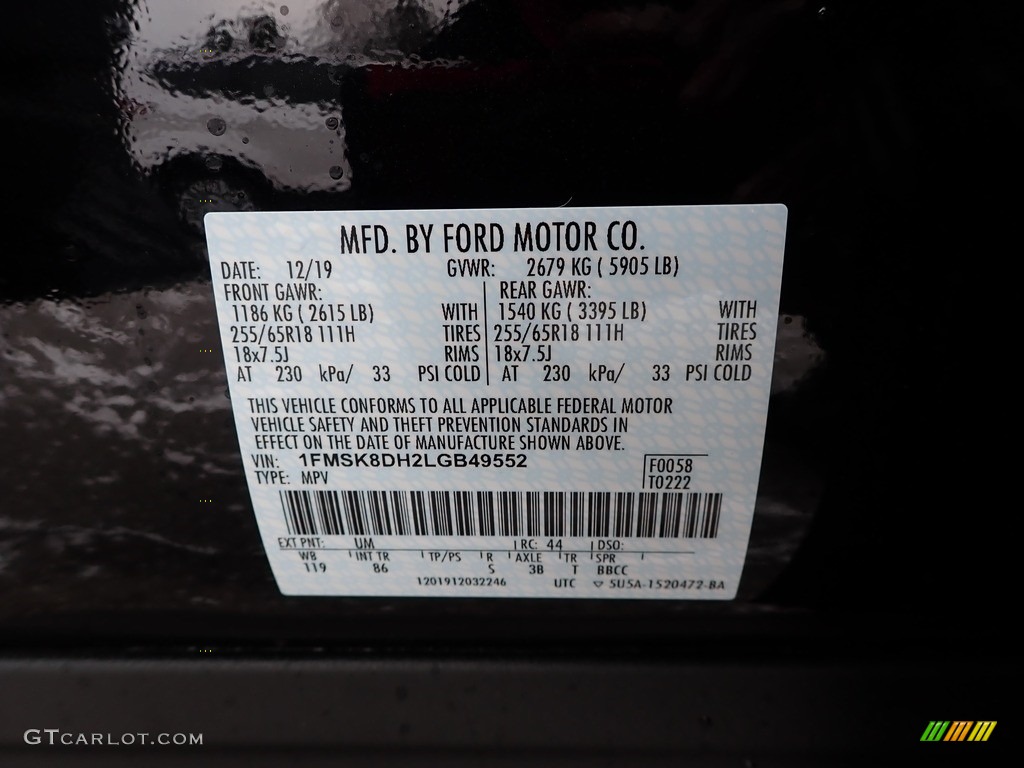 MFD. BY FORD MOTOR CO.
DATE: 12/19 GVWR: 2679 KG ( 5905 LB)
FRONT GAWR: REAR GAWR:
1186 KG ( 2615 LB) WITH 1540 KG ( 3395 LB) WITH
255/65R18 111H TIRES 255/65R18 111H TIRES
18x7.5J RIMS 18x7.5J RIMS
AT 230 kPa/ 33 PSI COLD AT 230 kPa/ 33 PSI COLD
THIS VEHICLE CONFORMS TO ALL APPLICABLE FEDERAL MOTOR
VEHICLE SAFETY AND THEFT PREVENTION STANDARDS IN
EFFECT ON THE DATE OF MANUFACTURE SHOWN ABOVE.
VIN: 1FMSK8DH2LGB49552 F0058
TYPE: MPV T0222
EXT PNT: UM RC: 44 DSO:
WB INT TR TP/PS R AXLE TR SPR
119 86 S 3B T BBCC
1201912032246 UTC ▽ SU5A-1520472-BA
GTCARLOT.COM